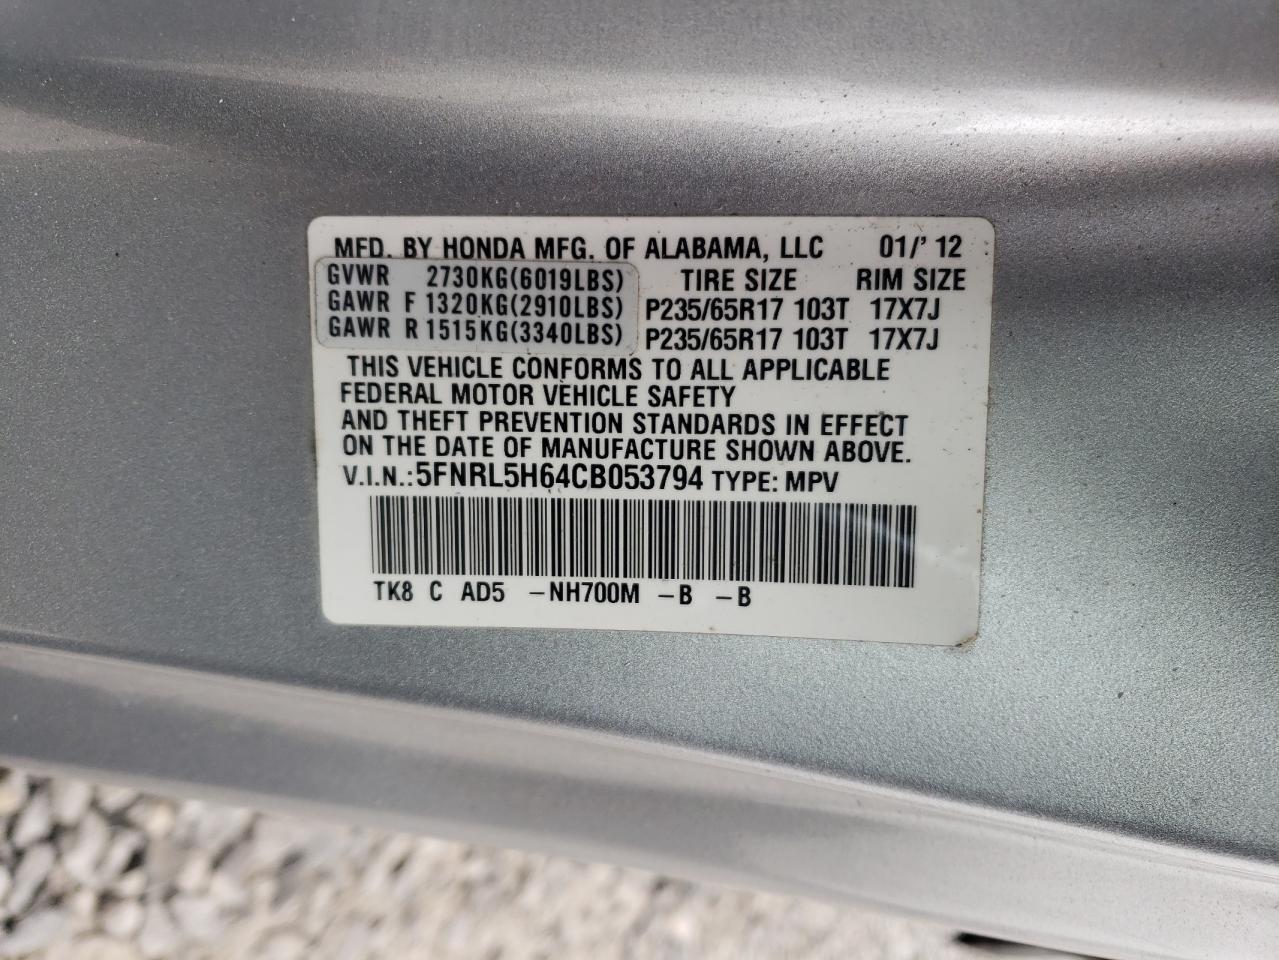 MFD. BY HONDA MFG. OF ALABAMA, LLC 01/'12
GVWR 2730KG(6019LBS) TIRE SIZE RIM SIZE
GAWR F 1320KG(2910LBS) P235/65R17 103T 17X7J
GAWR R 1515KG(3340LBS) P235/65R17 103T 17X7J
THIS VEHICLE CONFORMS TO ALL APPLICABLE
FEDERAL MOTOR VEHICLE SAFETY
AND THEFT PREVENTION STANDARDS IN EFFECT
ON THE DATE OF MANUFACTURE SHOWN ABOVE.
V.I.N.:5FNRL5H64CB053794 TYPE: MPV
TK8 C AD5 -NH700M -B -B